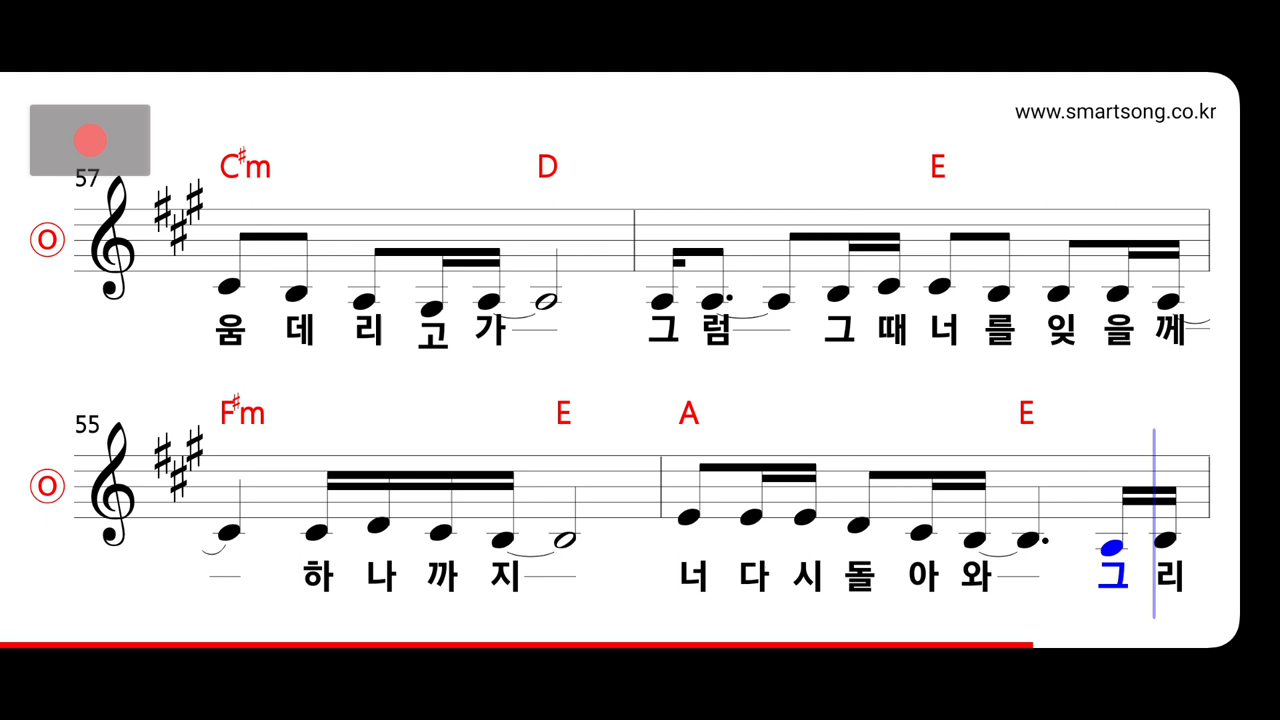 www.smartsong.co.kr
57
C#m D E
O
움 데 리 고 가 그 럼 그 때 너 를 잊 을 께
55
F#m E A E
O
하 나 까 지 너 다 시 돌 아 와 그 리